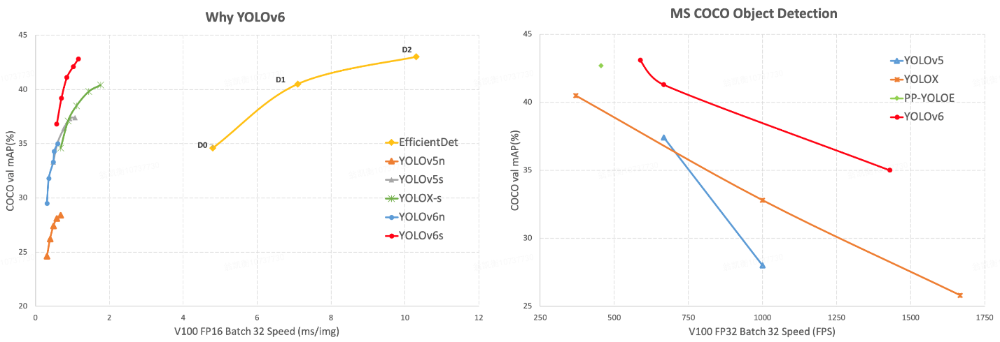 Why YOLOv6
45
40
35
30
25
20
COCO val mAP(%)
0
2
4
6
8
10
12
V100 FP16 Batch 32 Speed (ms/img)
D0
D1
D2
EfficientDet
YOLOv5n
YOLOv5s
YOLOX-s
YOLOv6n
YOLOv6s
MS COCO Object Detection
45
40
35
30
25
COCO val mAP(%)
250
500
750
1000
1250
1500
1750
V100 FP32 Batch 32 Speed (FPS)
YOLOv5
YOLOX
PP-YOLOE
YOLOv6